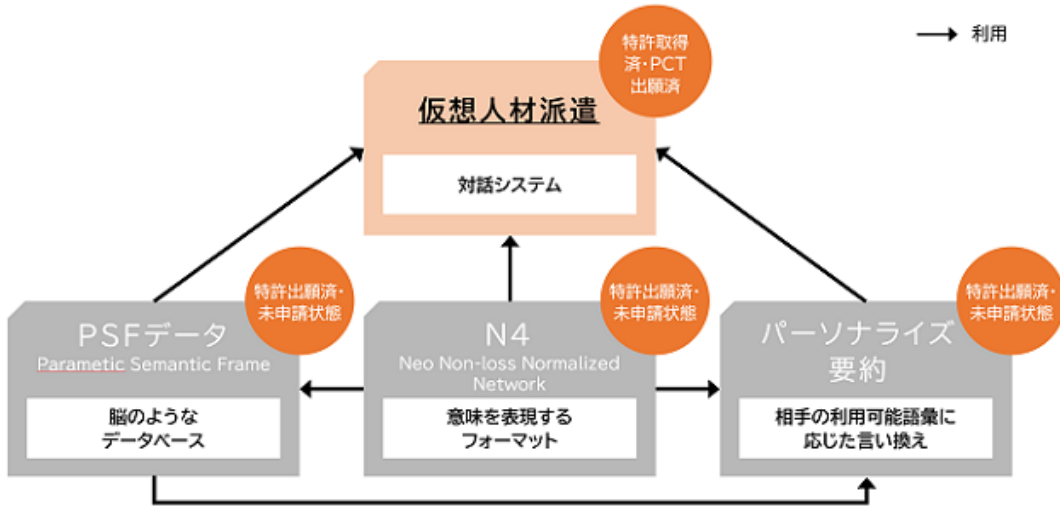 特許取得
済・PCT
出願済
利用
仮想人材派遣
対話システム
特許出願済・
未申請状態
特許出願済・
未申請状態
特許出願済・
未申請状態
PSFデータ
Parametic Semantic Frame
脳のような
データベース
N4
Neo Non-loss Normalized
Network
意味を表現する
フォーマット
パーソナライズ
要約
相手の利用可能語彙に
応じた言い換え